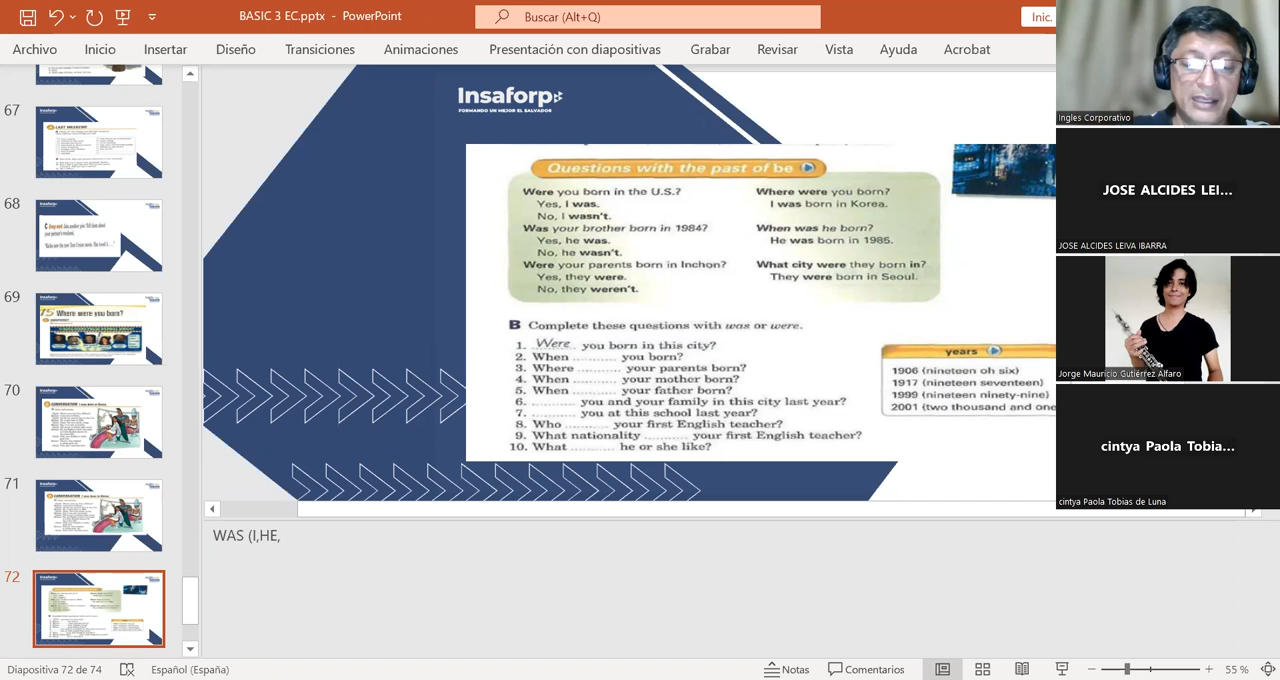 BASIC 3 EC.pptx - PowerPoint
Buscar (Alt+Q)
Inic.
Archivo Inicio Insertar Diseño Transiciones Animaciones Presentación con diapositivas Grabar Revisar Vista Ayuda Acrobat
67
LAST WEEKEND
68
69
15 Where were you born?
70
71
72
Insaforp
FORMANDO UN MEJOR EL SALVADOR
Questions with the past of be
Were you born in the U.S.?
Yes, I was.
No, I wasn't.
Was your brother born in 1984?
Yes, he was.
No, he wasn't.
Were your parents born in Inchon?
Yes, they were.
No, they weren't.
Where were you born?
I was born in Korea.
When was he born?
He was born in 1985.
What city were they born in?
They were born in Seoul.
B Complete these questions with was or were.
1. Were you born in this city?
2. When .......... you born?
3. Where .......... your parents born?
4. When .......... your mother born?
5. When .......... your father born?
6. .......... you and your family in this city last year?
7. .......... you at this school last year?
8. Who .......... your first English teacher?
9. What nationality .......... your first English teacher?
10. What .......... he or she like?
years
1906 (nineteen oh six)
1917 (nineteen seventeen)
1999 (nineteen ninety-nine)
2001 (two thousand and one
WAS (I,HE,
Ingles Corporativo
JOSE ALCIDES LEI...
JOSE ALCIDES LEIVA IBARRA
Jorge Mauricio Gutiérrez Alfaro
cintya Paola Tobia...
cintya Paola Tobias de Luna
Diapositiva 72 de 74 Español (España) Notas Comentarios 55 %